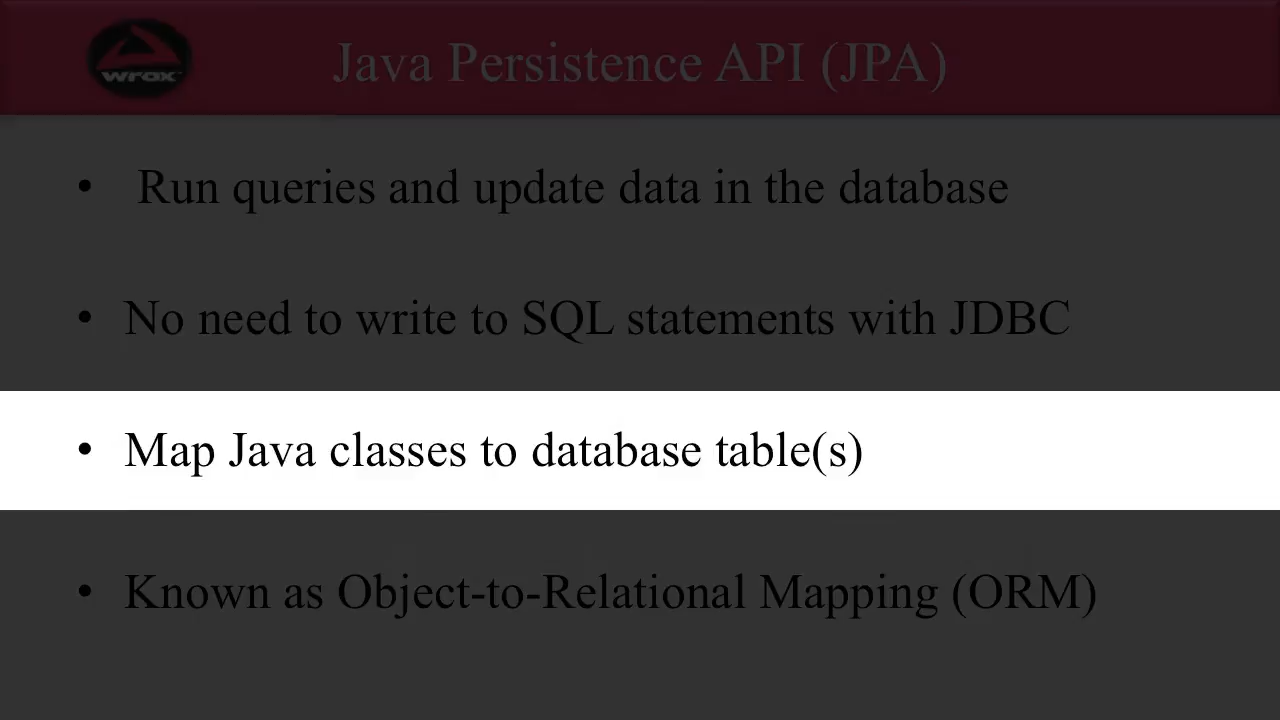 wrox
Java Persistence API (JPA)
• Run queries and update data in the database
• No need to write to SQL statements with JDBC
• Map Java classes to database table(s)
• Known as Object-to-Relational Mapping (ORM)